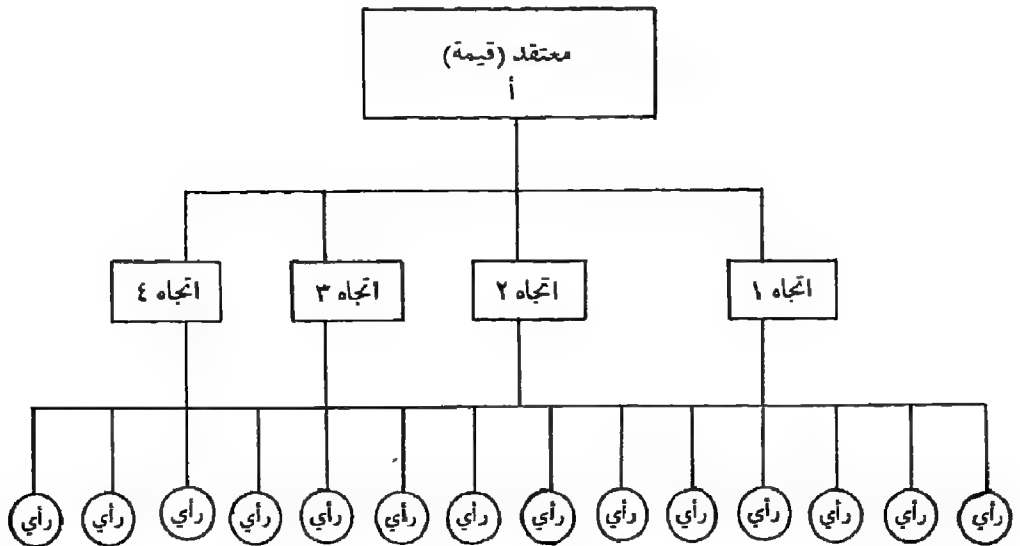 معتقد (قيمة)
أ
اتجاه ١
اتجاه ٢
اتجاه ٣
اتجاه ٤
رأي
رأي
رأي
رأي
رأي
رأي
رأي
رأي
رأي
رأي
رأي
رأي
رأي
رأي